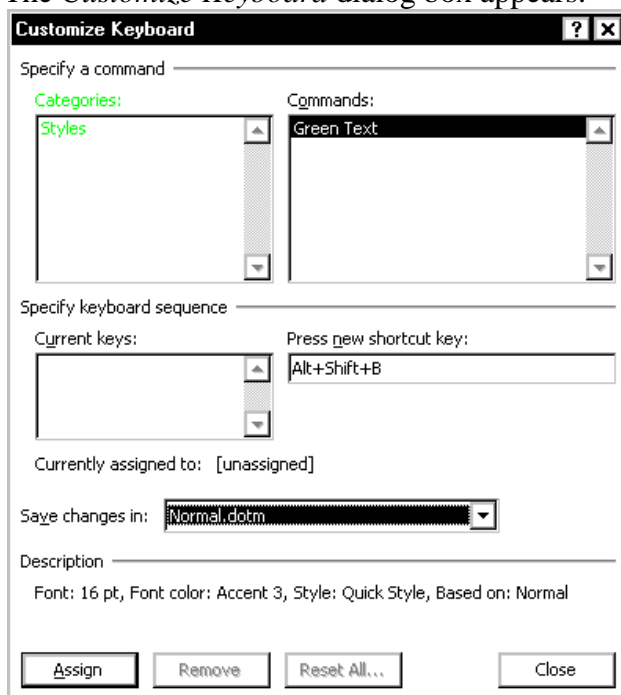 The Customize Keyboard dialog box appears.
Customize Keyboard
Specify a command
Categories: Commands:
Styles Green Text
Specify keyboard sequence
Current keys: Press new shortcut key:
Alt+Shift+B
Currently assigned to: [unassigned]
Save changes in: Normal.dotm
Description
Font: 16 pt, Font color: Accent 3, Style: Quick Style, Based on: Normal
Assign Remove Reset All... Close